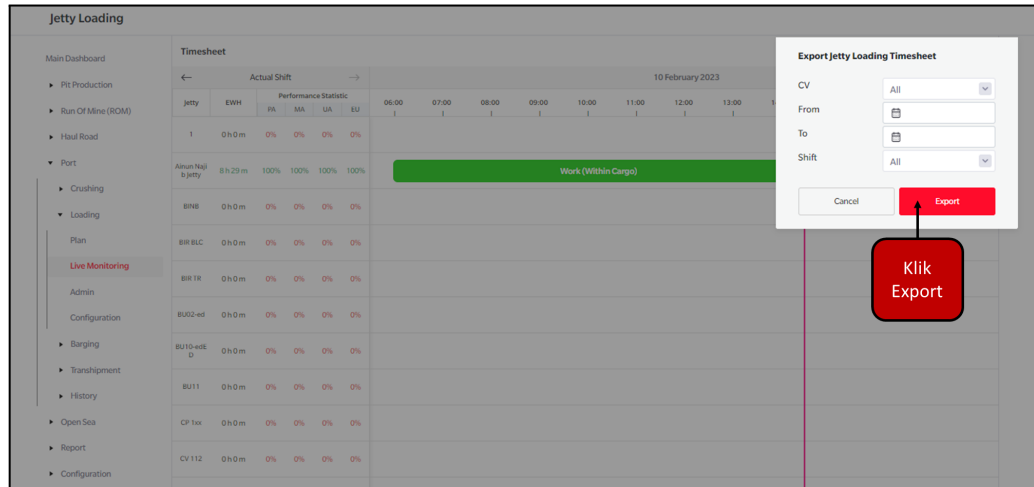 Jetty Loading
Main Dashboard
Pit Production
Run Of Mine (ROM)
Haul Road
Port
Crushing
Loading
Plan
Live Monitoring
Admin
Configuration
Barging
Transhipment
History
Open Sea
Report
Configuration
Timesheet
← Actual Shift → 10 February 2023
Jetty EWH Performance Statistic 06:00 07:00 08:00 09:00 10:00 11:00 12:00 13:00
PA MA UA EU
1 0 h 0 m 0% 0% 0% 0%
Ainun Naji
b jetty 8 h 29 m 100% 100% 100% 100% Work (Within Cargo)
BINB 0 h 0 m 0% 0% 0% 0%
BIR BLC 0 h 0 m 0% 0% 0% 0%
BIR 1R 0 h 0 m 0% 0% 0% 0%
BU02-ed 0 h 0 m 0% 0% 0% 0%
BU10-edE
D 0 h 0 m 0% 0% 0% 0%
BU11 0 h 0 m 0% 0% 0% 0%
CP 1xx 0 h 0 m 0% 0% 0% 0%
CV 112 0 h 0 m 0% 0% 0% 0%
Export Jetty Loading Timesheet
CV All
From
To
Shift All
Cancel Export
Klik
Export